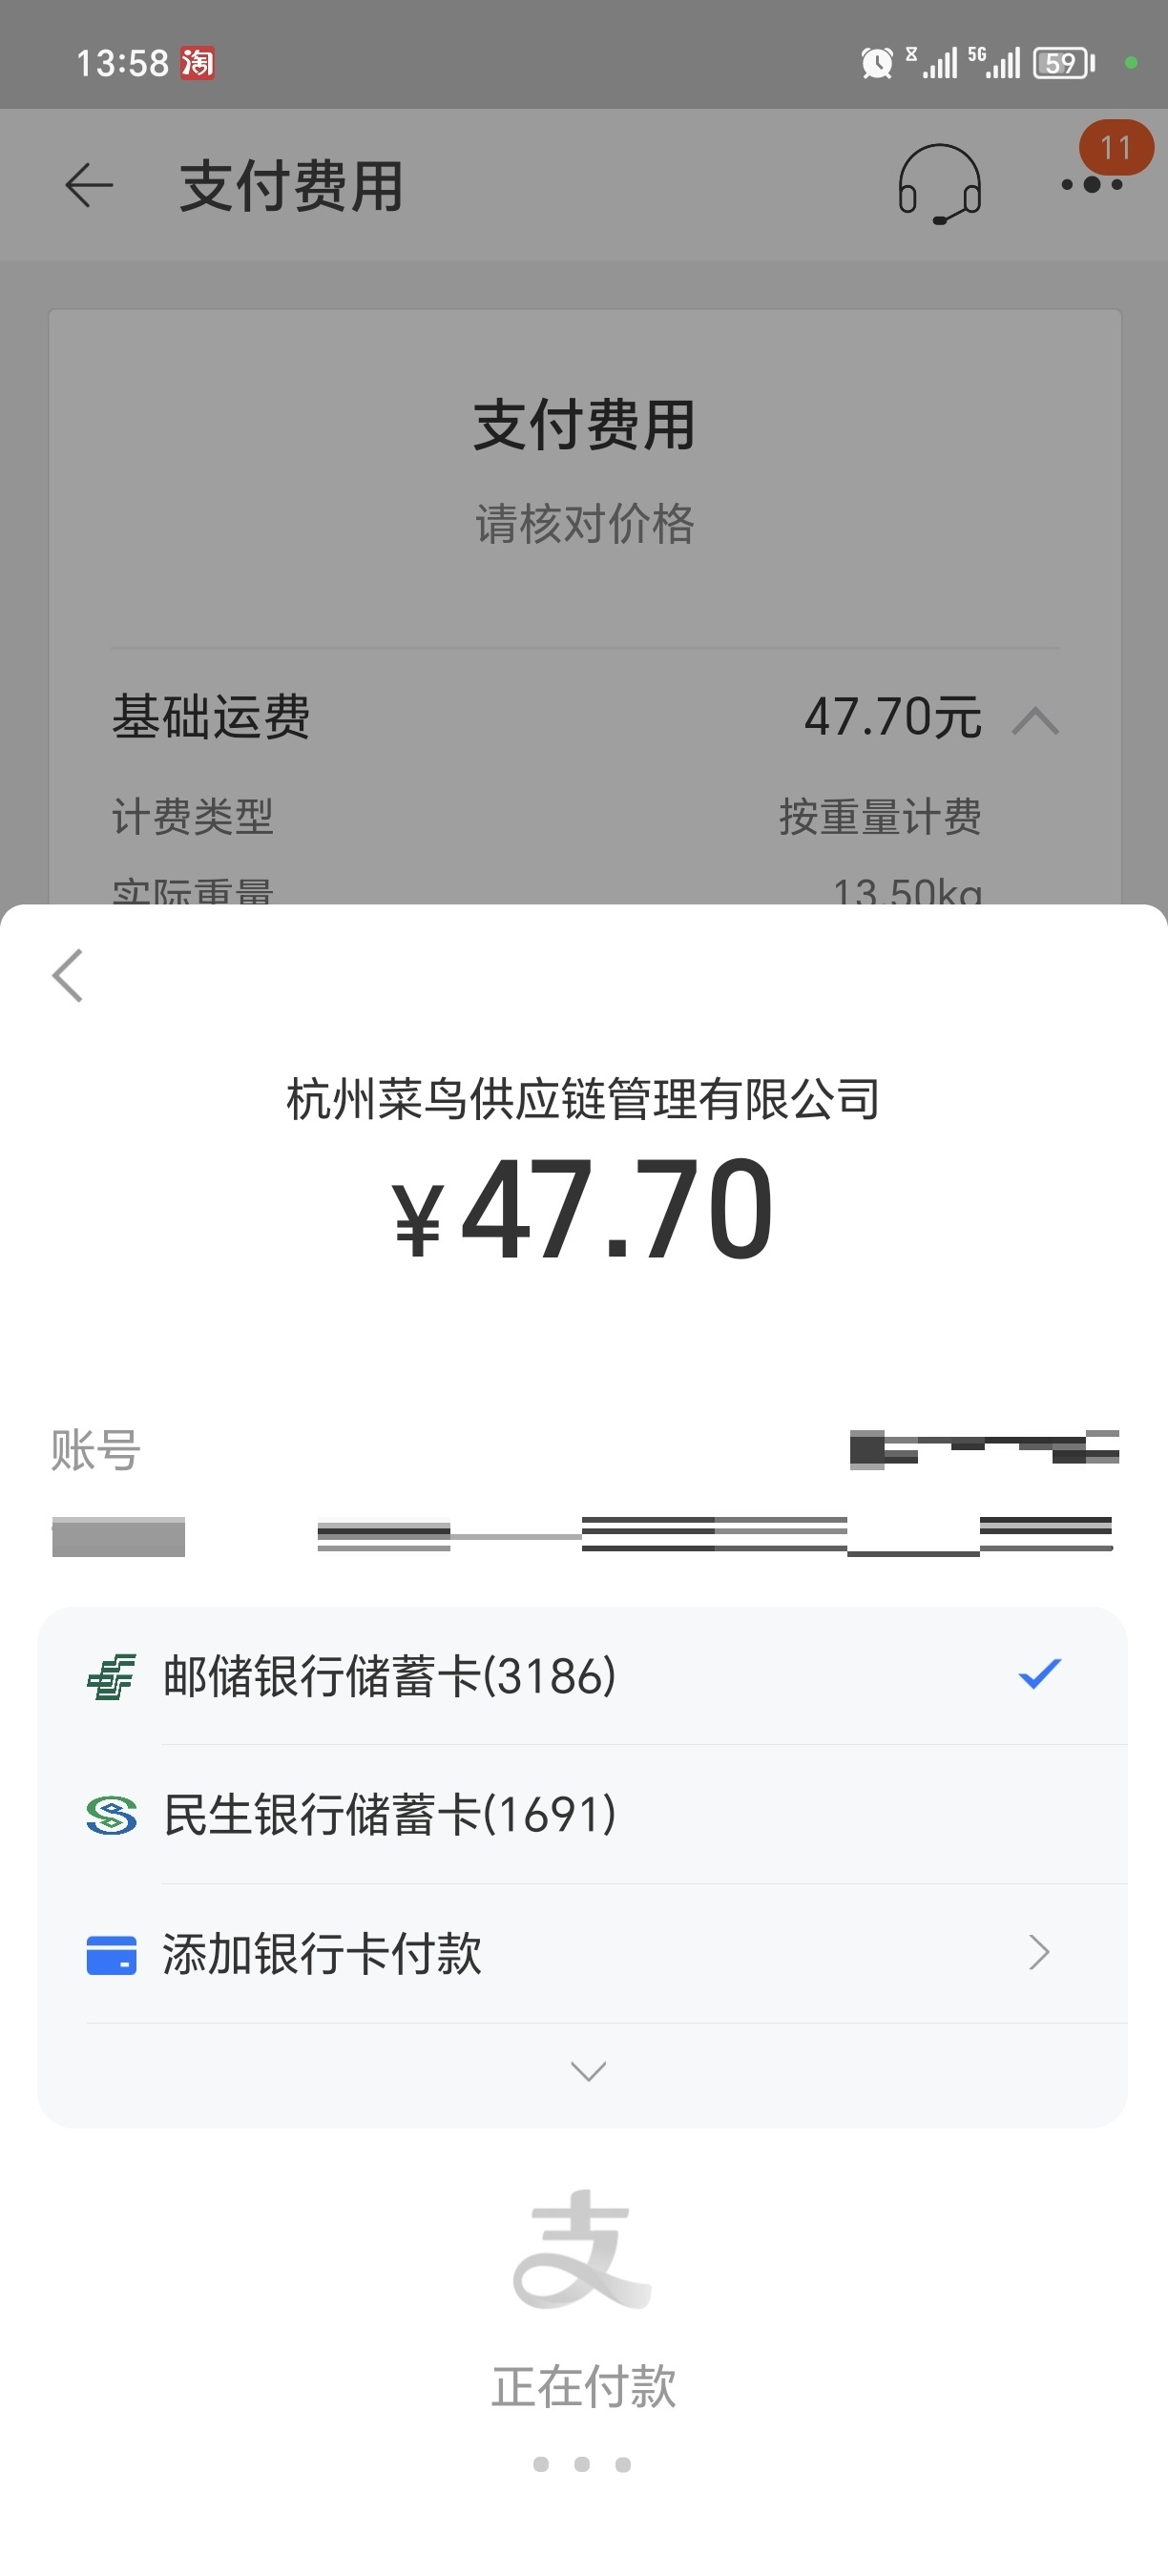 13:58 淘 5G 59
支付费用
11
支付费用
请核对价格
基础运费 47.70元
计费类型 按重量计费
实际重量 13.50kg
杭州菜鸟供应链管理有限公司
¥47.70
账号
邮储银行储蓄卡(3186)
民生银行储蓄卡(1691)
添加银行卡付款
支
正在付款